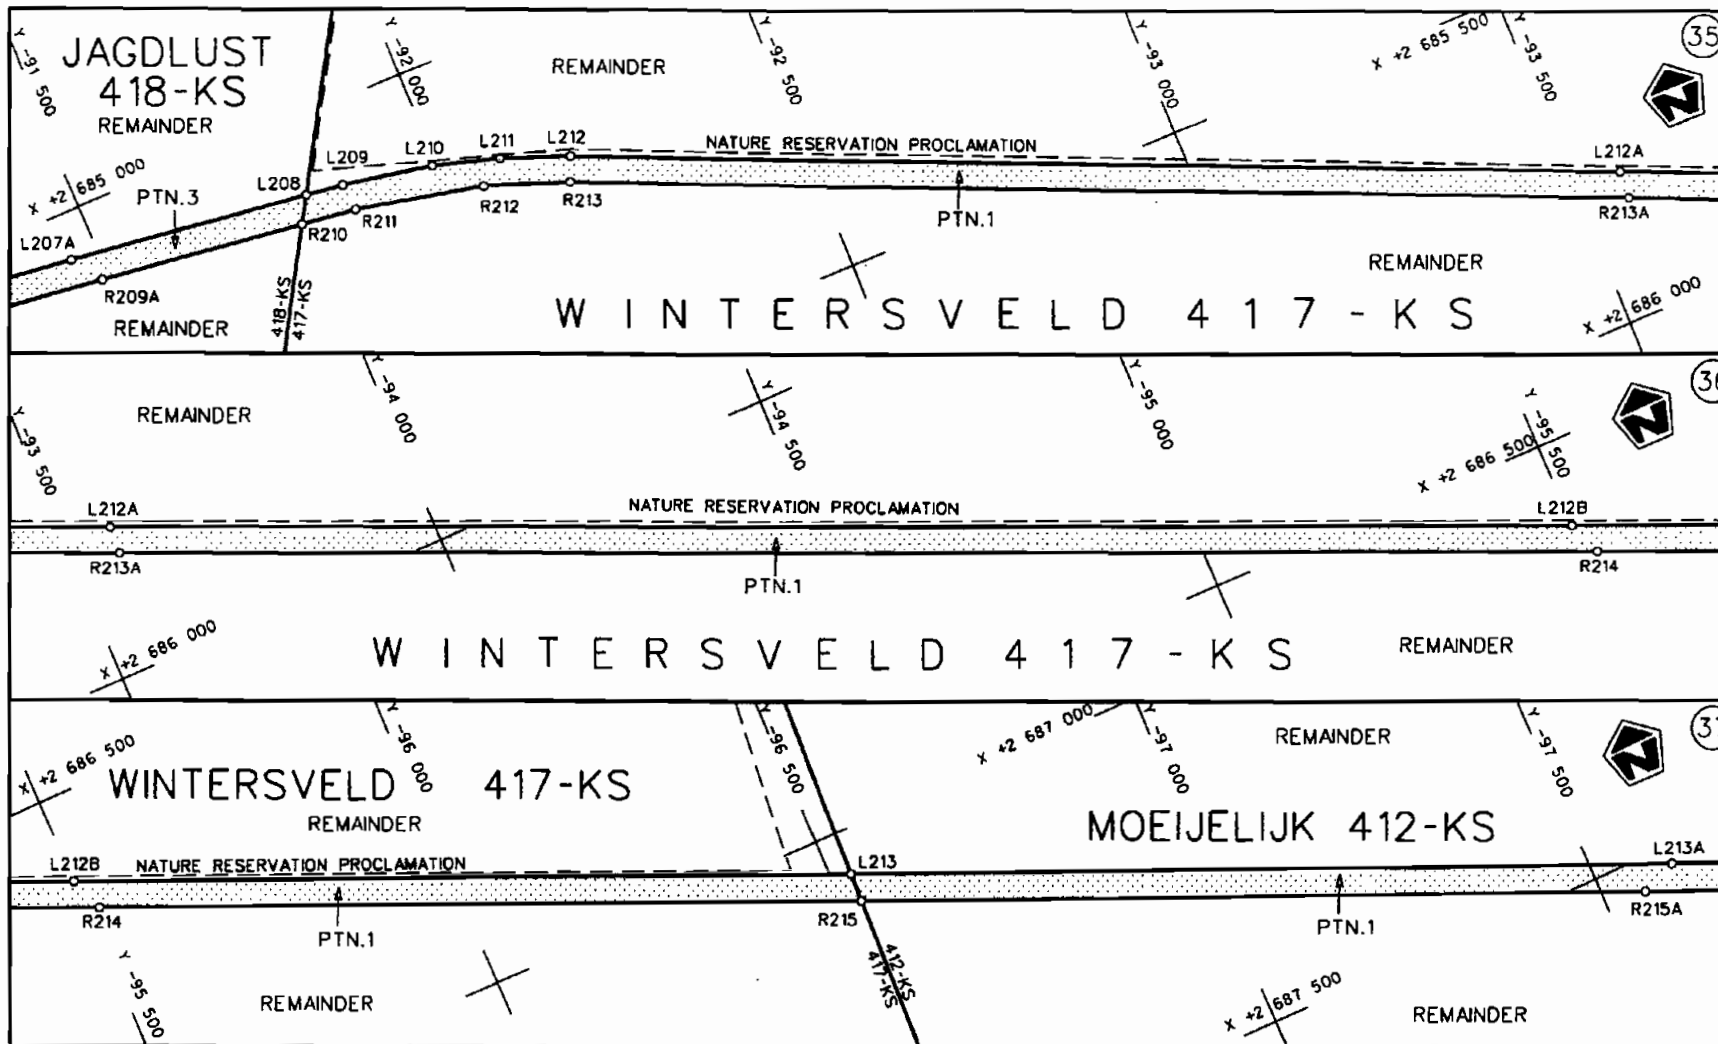 JAGDLUST
418-KS
REMAINDER
Y -91 500
Y -92 000
REMAINDER
Y -92 500
Y -93 000
X +2 685 500
Y -93 500
35
N
X +2 685 000
PTN.3
L207A
R209A
REMAINDER
L208
L209
L210
L211
L212
R210
R211
R212
R213
418-KS
417-KS
NATURE RESERVATION PROCLAMATION
PTN.1
L212A
R213A
REMAINDER
WINTERSVELD 417-KS
X +2 686 000
REMAINDER
Y -93 500
Y -94 000
Y -94 500
Y -95 000
X +2 686 500
Y -95 500
N
L212A
R213A
NATURE RESERVATION PROCLAMATION
PTN.1
L212B
R214
X +2 686 000
WINTERSVELD 417-KS
REMAINDER
X +2 686 500
Y -96 000
Y -96 500
X +2 687 000
Y -97 000
REMAINDER
Y -97 500
N
WINTERSVELD 417-KS
REMAINDER
MOEIJELIJK 412-KS
L212B
NATURE RESERVATION PROCLAMATION
L213
L213A
R214
PTN.1
R215
PTN.1
R215A
Y -95 500
REMAINDER
412-KS
417-KS
X +2 687 500
REMAINDER